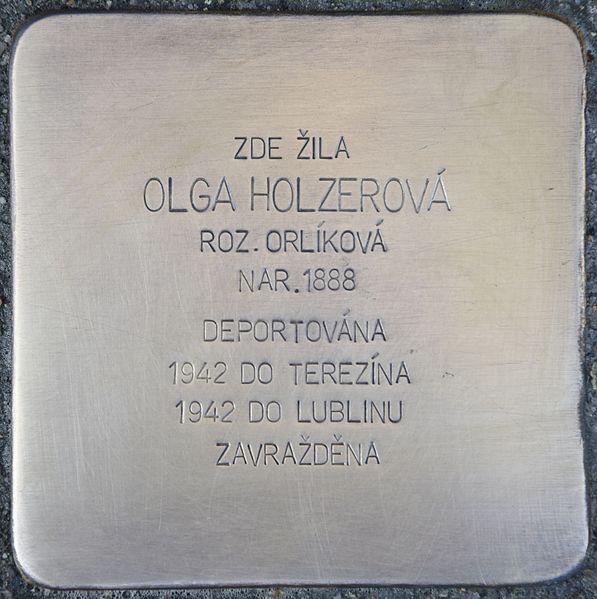 ZDE ŽILA
OLGA HOLZEROVÁ
ROZ. ORLÍKOVÁ
NAR. 1888
DEPORTOVÁNA
1942 DO TEREZÍNA
1942 DO LUBLINU
ZAVRAŽDĚNA